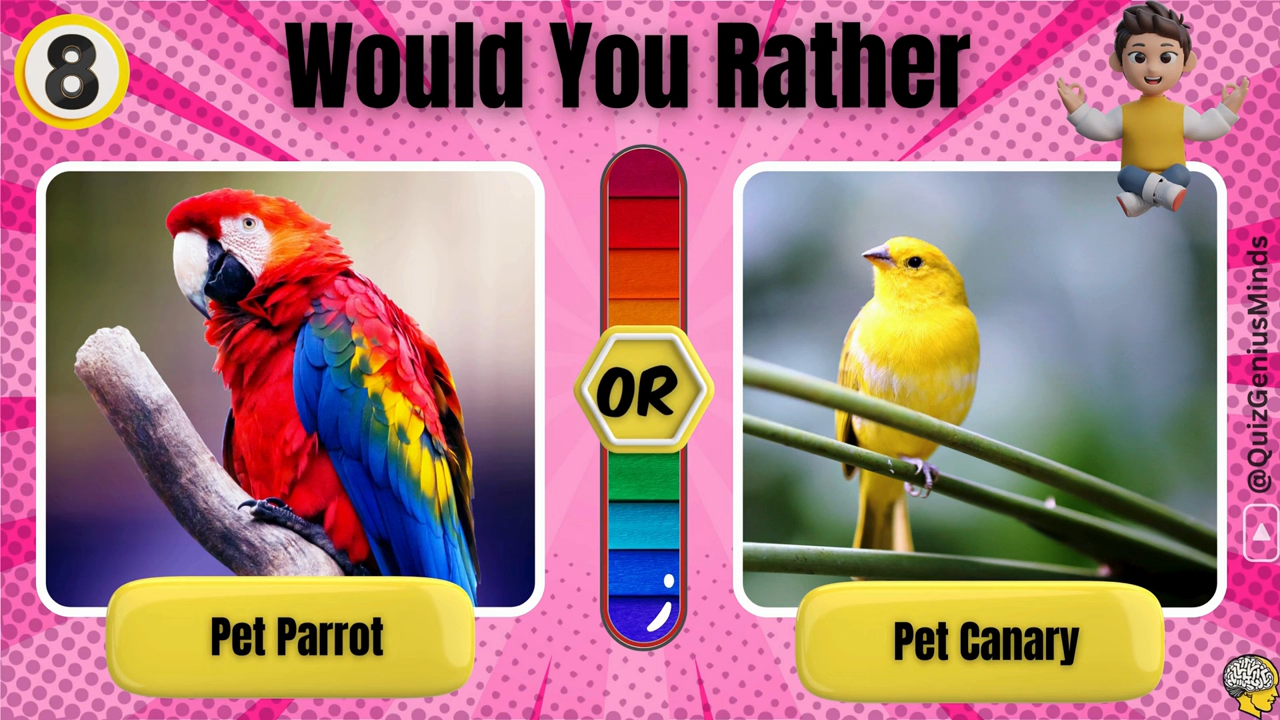 8
Would You Rather
OR
Pet Parrot
Pet Canary
@QuizGeniusMinds